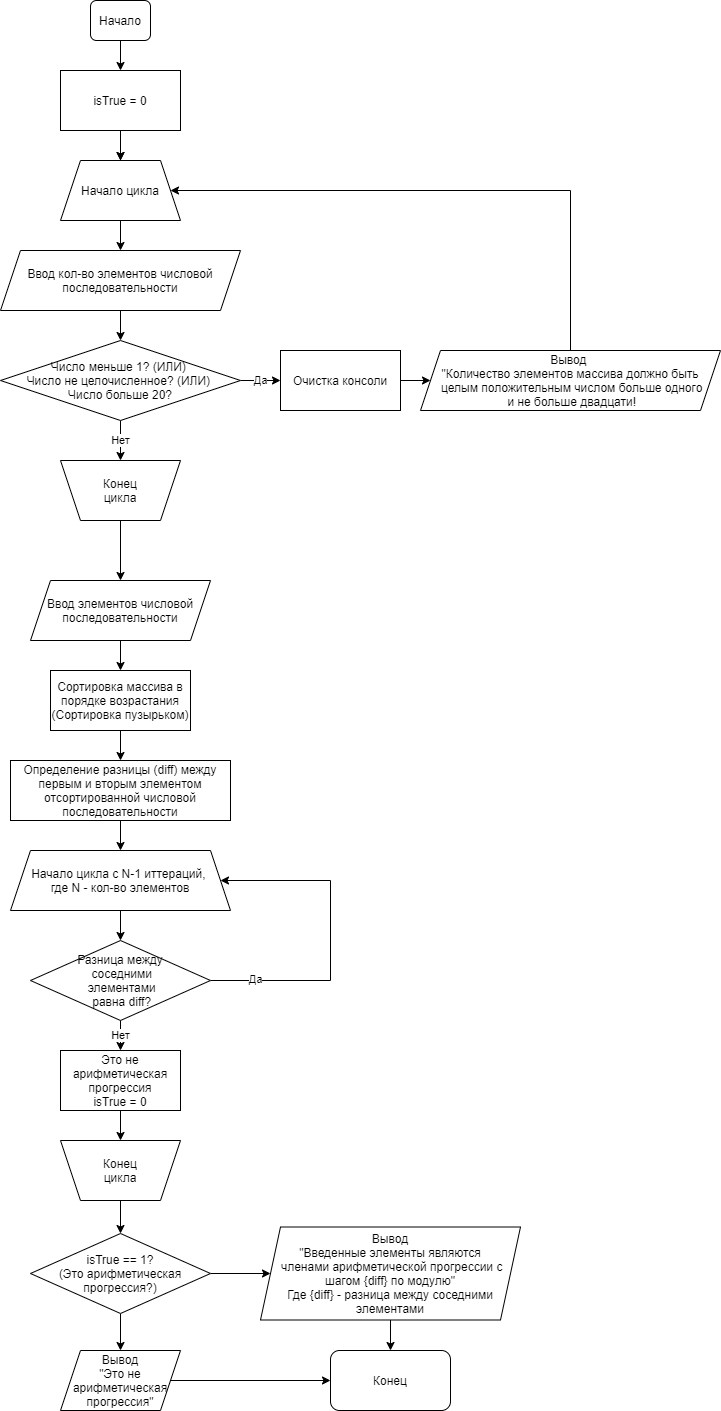 Начало
isTrue = 0
Начало цикла
Ввод кол-во элементов числовой
последовательности
Число меньше 1? (ИЛИ)
Число не целочисленное? (ИЛИ)
Число больше 20?
Да
Очистка консоли
Вывод
"Количество элементов массива должно быть
целым положительным числом больше одного
и не больше двадцати!
Нет
Конец
цикла
Ввод элементов числовой
последовательности
Сортировка массива в
порядке возрастания
(Сортировка пузырьком)
Определение разницы (diff) между
первым и вторым элементом
отсортированной числовой
последовательности
Начало цикла с N-1 иттераций,
где N - кол-во элементов
Разница между
соседними
элементами
равна diff?
Да
Нет
Это не
арифметическая
прогрессия
isTrue = 0
Конец
цикла
isTrue == 1?
(Это арифметическая
прогрессия?)
Вывод
"Введенные элементы являются
членами арифметической прогрессии с
шагом {diff} по модулю"
Где {diff} - разница между соседними
элементами
Вывод
"Это не
арифметическая
прогрессия"
Конец